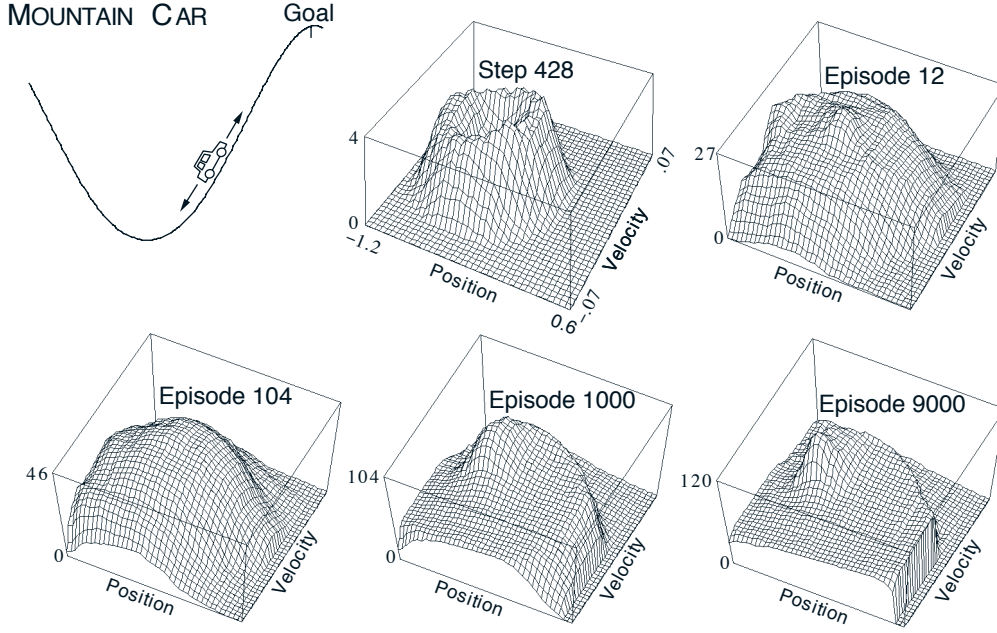 MOUNTAIN CAR
Goal
Step 428
4
0
−1.2
Position
0.6
−.07
Velocity
.07
Episode 12
27
0
Position
Velocity
Episode 104
46
0
Position
Velocity
Episode 1000
104
0
Position
Velocity
Episode 9000
120
0
Position
Velocity